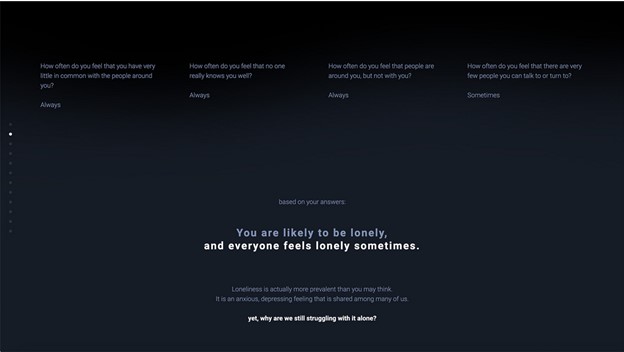 How often do you feel that you have very
little in common with the people around
you?
Always
How often do you feel that no one
really knows you well?
Always
How often do you feel that people are
around you, but not with you?
Always
How often do you feel that there are very
few people you can talk to or turn to?
Sometimes
based on your answers:
You are likely to be lonely,
and everyone feels lonely sometimes.
Loneliness is actually more prevalent than you may think.
It is an anxious, depressing feeling that is shared among many of us.
yet, why are we still struggling with it alone?